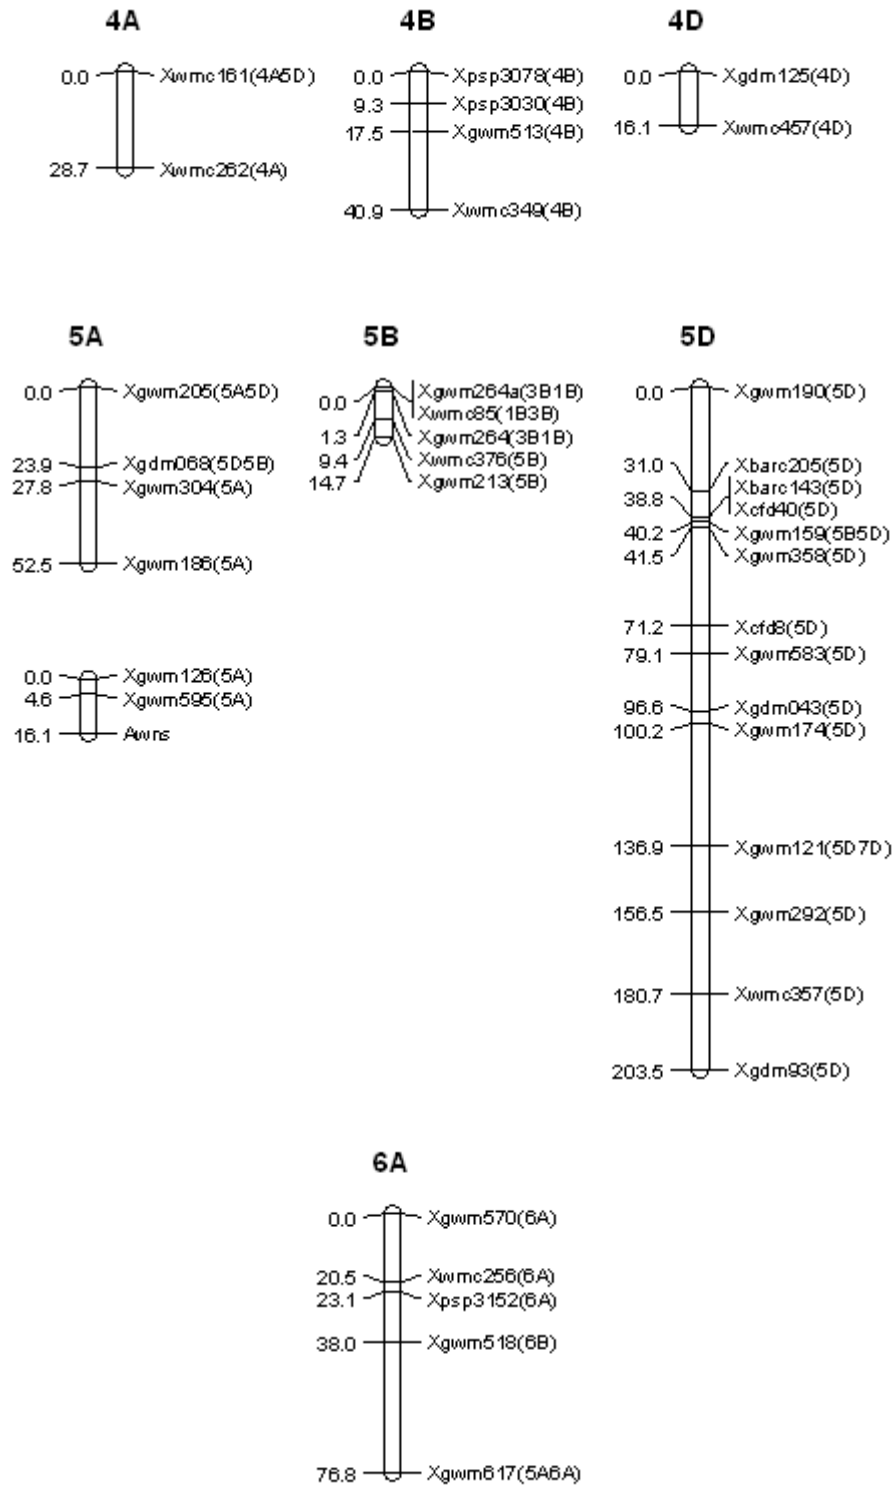 4A
0.0 Xwmc161(4A5D)
28.7 Xwmc262(4A)
4B
0.0 Xpsp3078(4B)
9.3 Xpsp3030(4B)
17.5 Xgwm513(4B)
40.9 Xwmc349(4B)
4D
0.0 Xgdm125(4D)
16.1 Xwmc457(4D)
5A
0.0 Xgwm205(5A5D)
23.9 Xgdm068(5D5B)
27.8 Xgwm304(5A)
52.5 Xgwm186(5A)
0.0 Xgwm126(5A)
4.6 Xgwm595(5A)
16.1 Awns
5B
0.0 Xgwm264a(3B1B)
Xwmc85(1B3B)
1.3 Xgwm264(3B1B)
9.4 Xwmc376(5B)
14.7 Xgwm213(5B)
5D
0.0 Xgwm190(5D)
31.0 Xbarc205(5D)
38.8 Xbarc143(5D)
Xcfd40(5D)
40.2 Xgwm159(5B5D)
41.5 Xgwm358(5D)
71.2 Xcfd8(5D)
79.1 Xgwm583(5D)
96.6 Xgdm043(5D)
100.2 Xgwm174(5D)
136.9 Xgwm121(5D7D)
156.5 Xgwm292(5D)
180.7 Xwmc357(5D)
203.5 Xgdm93(5D)
6A
0.0 Xgwm570(6A)
20.5 Xwmc256(6A)
23.1 Xpsp3152(6A)
38.0 Xgwm518(6B)
76.8 Xgwm617(5A6A)